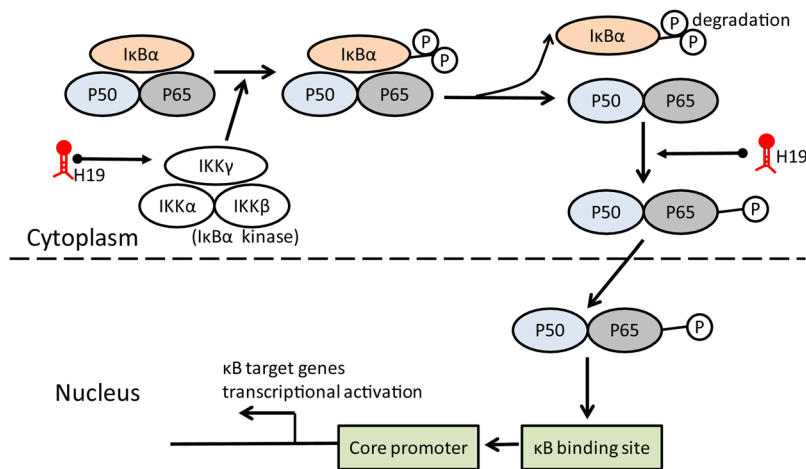 IκBα
P50
P65
IκBα
P
P
P50
P65
IκBα
P
P
degradation
P50
P65
H19
IKKγ
IKKα
IKKβ
(IκBα kinase)
H19
P50
P65
P
Cytoplasm
P50
P65
P
Nucleus
κB target genes
transcriptional activation
Core promoter
κB binding site